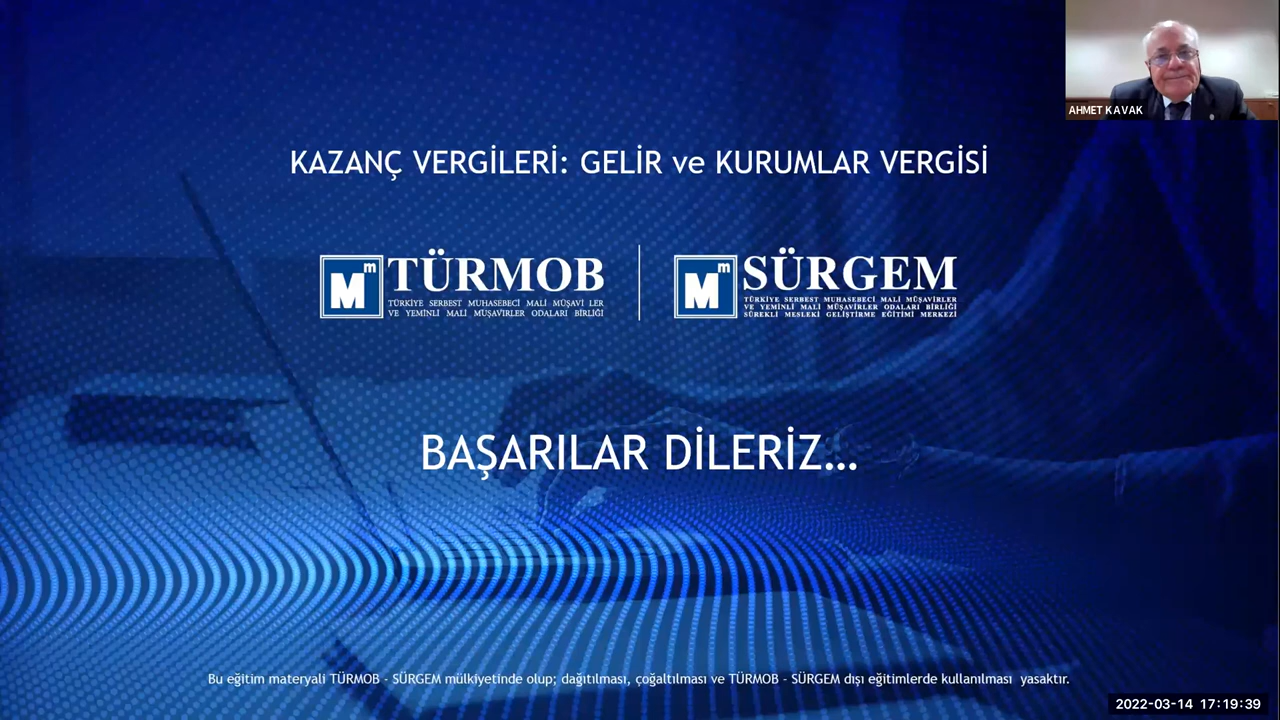 AHMET KAVAK
KAZANÇ VERGİLERİ: GELİR ve KURUMLAR VERGİSİ
Mm TÜRMOB
TÜRKİYE SERBEST MUHASEBECİ MALİ MÜŞAVİ LER
VE YEMİNLİ MALİ MÜŞAVİRLER ODALARI BİRLİĞİ
Mm SÜRGEM
TÜRKİYE SERBEST MUHASEBECİ MALİ MÜŞAVİRLER
VE YEMİNLİ MALİ MÜŞAVİRLER ODALARI BİRLİĞİ
SÜREKLİ MESLEKİ GELİŞTİRME EĞİTİMİ MERKEZİ
BAŞARILAR DİLERİZ...
Bu eğitim materyali TÜRMOB - SÜRGEM mülkiyetinde olup; dağıtılması, çoğaltılması ve TÜRMOB - SÜRGEM dışı eğitimlerde kullanılması yasaktır.
2022-03-14 17:19:39